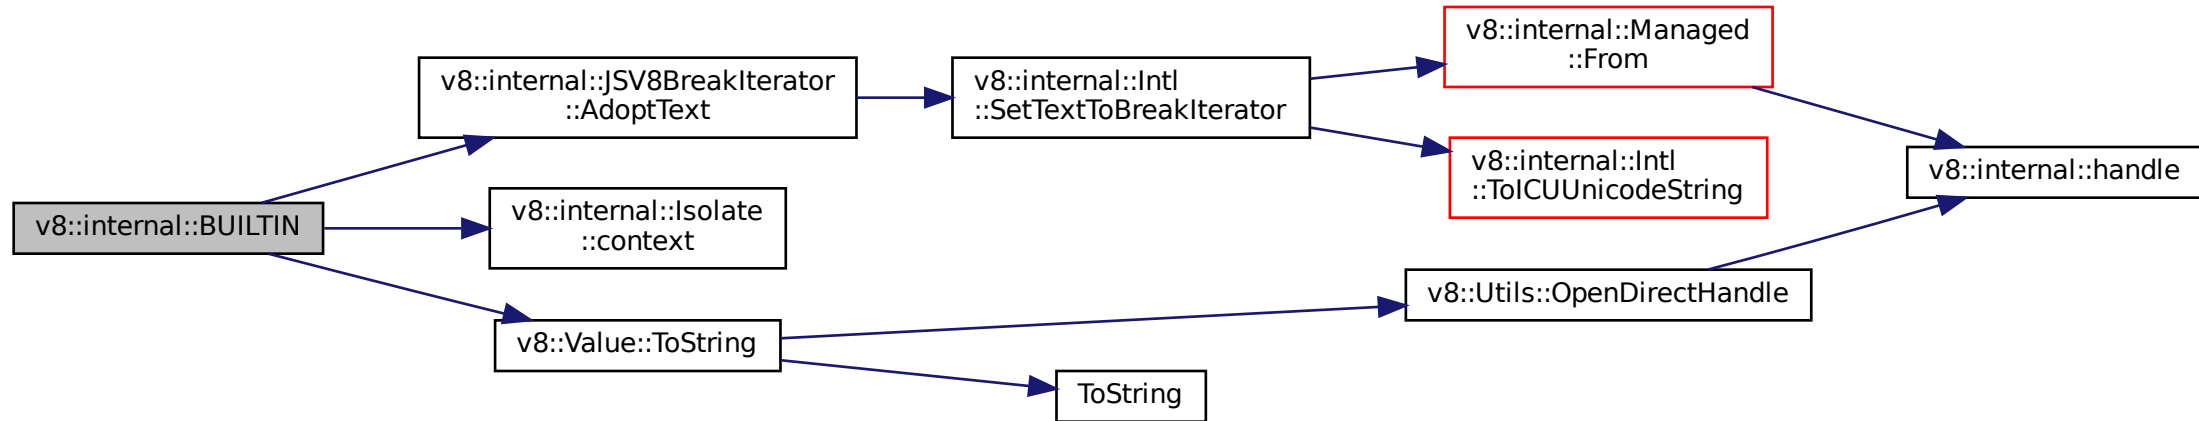 v8::internal::BUILTIN
v8::internal::JSV8BreakIterator
::AdoptText
v8::internal::Intl
::SetTextToBreakIterator
v8::internal::Managed
::From
v8::internal::Intl
::ToICUUnicodeString
v8::internal::handle
v8::internal::Isolate
::context
v8::Value::ToString
v8::Utils::OpenDirectHandle
ToString